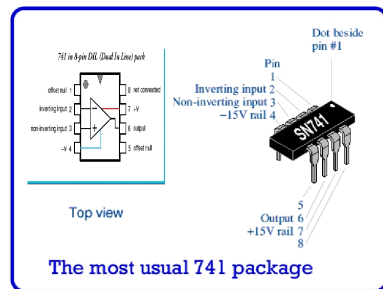 741 in 8-pin DIL (Dual In Line) pack
offset null 1
8 not connected
inverting input 2
7 +V
non-inverting input 3
6 output
-V 4
5 offset null
Top view
Dot beside
pin #1
Pin
1
Inverting input 2
Non-inverting input 3
−15V rail 4
SN741
5
Output 6
+15V rail 7
8
The most usual 741 package